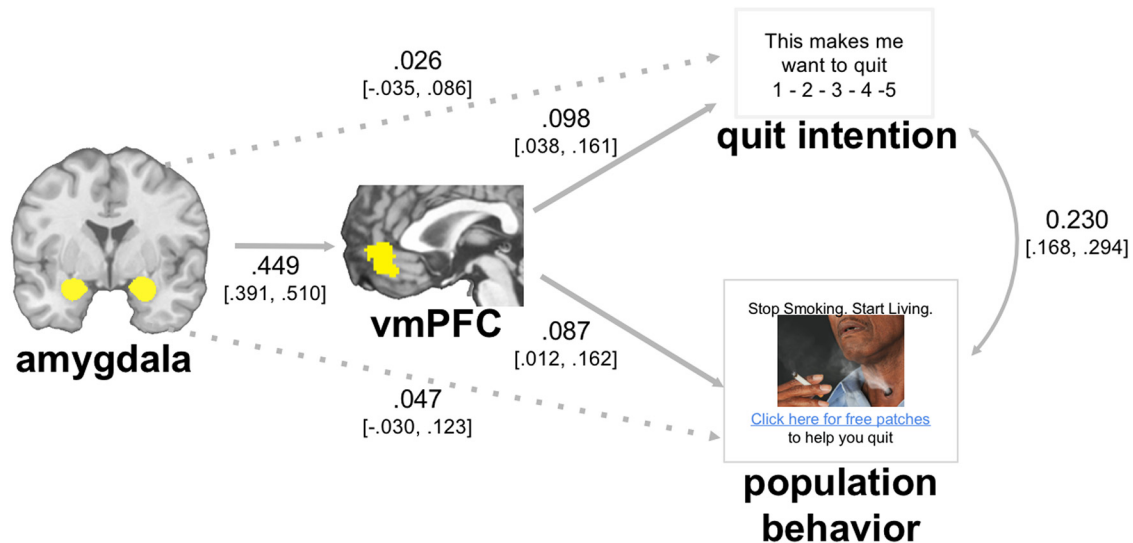 .026
[-.035, .086]
This makes me
want to quit
1 - 2 - 3 - 4 -5
quit intention
.098
[.038, .161]
0.230
[.168, .294]
.449
[.391, .510]
vmPFC
amygdala
.087
[.012, .162]
.047
[-.030, .123]
Stop Smoking. Start Living.
Click here for free patches
to help you quit
population
behavior